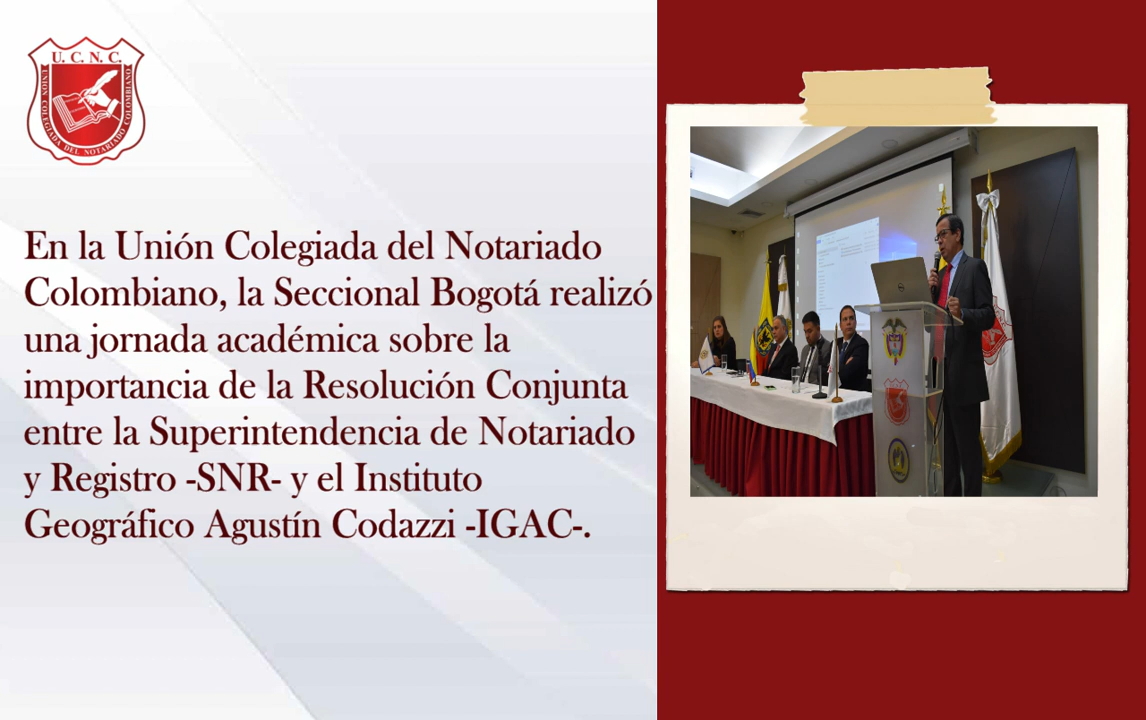 U. C. N. C.
UNION COLEGIADA DEL NOTARIADO COLOMBIANO
En la Unión Colegiada del Notariado
Colombiano, la Seccional Bogotá realizó
una jornada académica sobre la
importancia de la Resolución Conjunta
entre la Superintendencia de Notariado
y Registro -SNR- y el Instituto
Geográfico Agustín Codazzi -IGAC-.